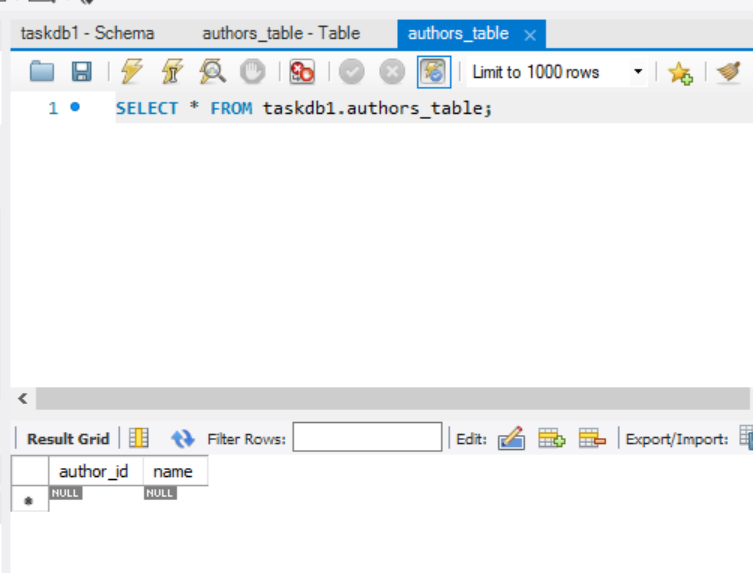 taskdb1 - Schema authors_table - Table authors_table
Limit to 1000 rows
1 SELECT * FROM taskdb1.authors_table;
Result Grid Filter Rows: Edit: Export/Import:
author_id name
* NULL NULL